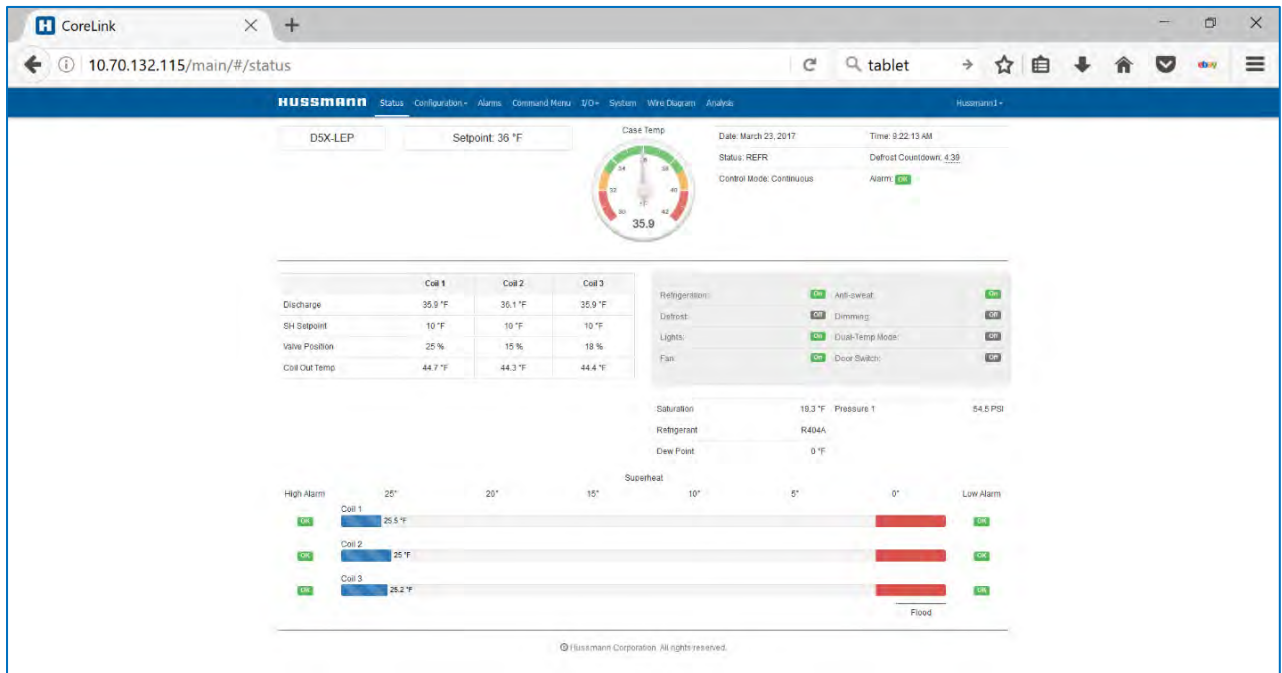 CoreLink
10.70.132.115/main/#/status
tablet
ebay
HUSSMANN Status Configuration Alarms Command Menu I/O System Wire Diagram Analysis Hussmann1
D5X-LEP
Setpoint: 36 °F
Case Temp
34 38
32 40
30 °F 42
35.9
Date: March 23, 2017 Time: 9:22:13 AM
Status: REFR Defrost Countdown: 4:39
Control Mode: Continuous Alarm: OK
Coil 1 Coil 2 Coil 3
Discharge 35.9 °F 36.1 °F 35.9 °F
SH Setpoint 10 °F 10 °F 10 °F
Valve Position 25 % 15 % 18 %
Coil Out Temp 44.7 °F 44.3 °F 44.4 °F
Refrigeration: On Anti-sweat: On
Defrost: Off Dimming: Off
Lights: On Dual-Temp Mode: Off
Fan: On Door Switch: Off
Saturation 19.3 °F Pressure 1 54.5 PSI
Refrigerant R404A
Dew Point 0 °F
Superheat
High Alarm 25° 20° 15° 10° 5° 0° Low Alarm
Coil 1
OK 25.5 °F OK
Coil 2
OK 25 °F OK
Coil 3
OK 25.2 °F OK
Flood
© Hussmann Corporation. All rights reserved.